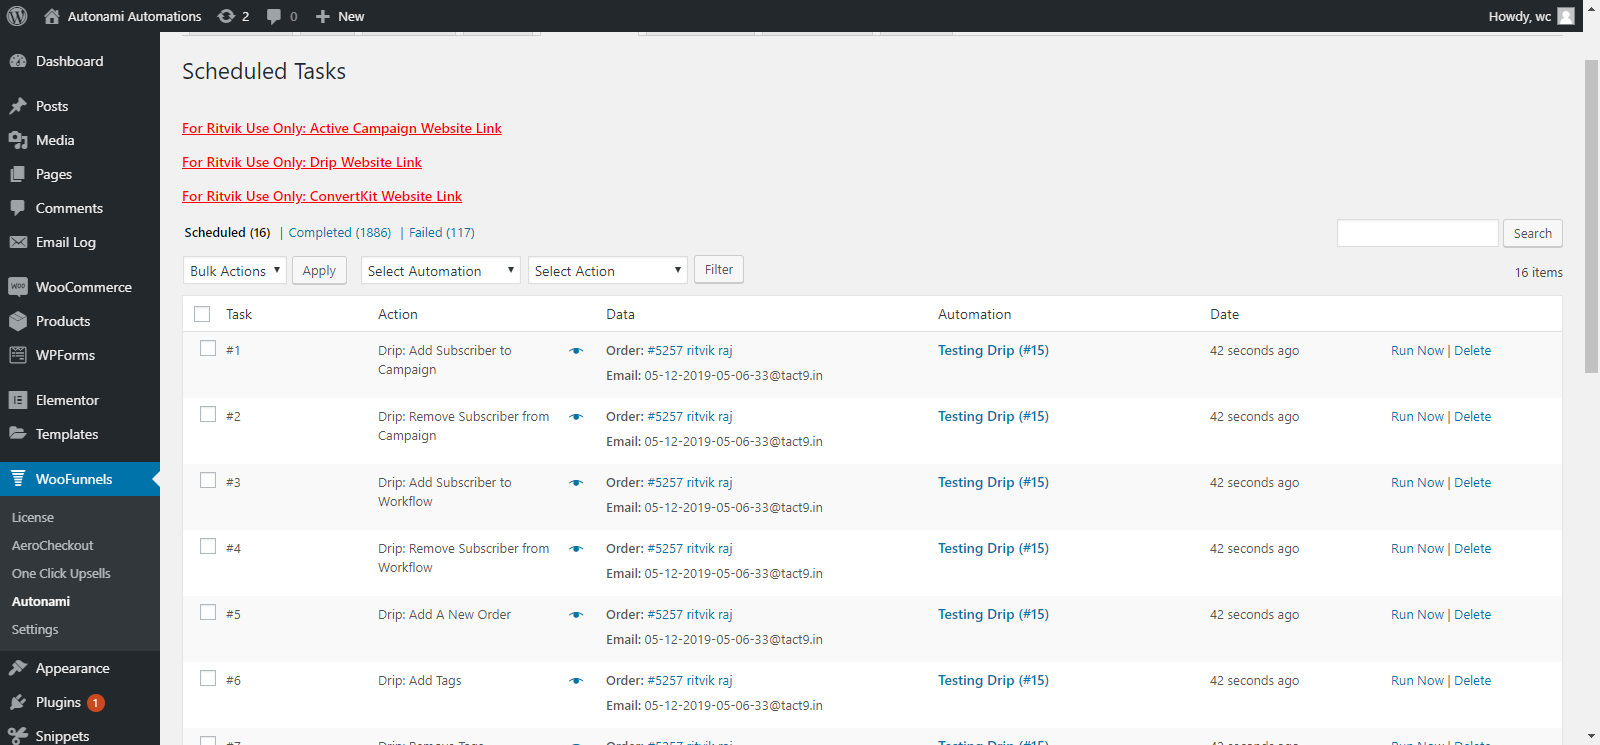 Autonami Automations 2 0 New Howdy, wc
Dashboard
Posts
Media
Pages
Comments
Email Log
WooCommerce
Products
WPForms
Elementor
Templates
WooFunnels
License
AeroCheckout
One Click Upsells
Autonami
Settings
Appearance
Plugins 1
Snippets
Scheduled Tasks
For Ritvik Use Only: Active Campaign Website Link
For Ritvik Use Only: Drip Website Link
For Ritvik Use Only: ConvertKit Website Link
Scheduled (16) | Completed (1886) | Failed (117)
Search
Bulk Actions Apply Select Automation Select Action Filter
16 items
Task Action Data Automation Date
#1 Drip: Add Subscriber to Order: #5257 ritvik raj Testing Drip (#15) 42 seconds ago Run Now | Delete
Campaign Email: 05-12-2019-05-06-33@tact9.in
#2 Drip: Remove Subscriber from Order: #5257 ritvik raj Testing Drip (#15) 42 seconds ago Run Now | Delete
Campaign Email: 05-12-2019-05-06-33@tact9.in
#3 Drip: Add Subscriber to Order: #5257 ritvik raj Testing Drip (#15) 42 seconds ago Run Now | Delete
Workflow Email: 05-12-2019-05-06-33@tact9.in
#4 Drip: Remove Subscriber from Order: #5257 ritvik raj Testing Drip (#15) 42 seconds ago Run Now | Delete
Workflow Email: 05-12-2019-05-06-33@tact9.in
#5 Drip: Add A New Order Order: #5257 ritvik raj Testing Drip (#15) 42 seconds ago Run Now | Delete
Email: 05-12-2019-05-06-33@tact9.in
#6 Drip: Add Tags Order: #5257 ritvik raj Testing Drip (#15) 42 seconds ago Run Now | Delete
Email: 05-12-2019-05-06-33@tact9.in